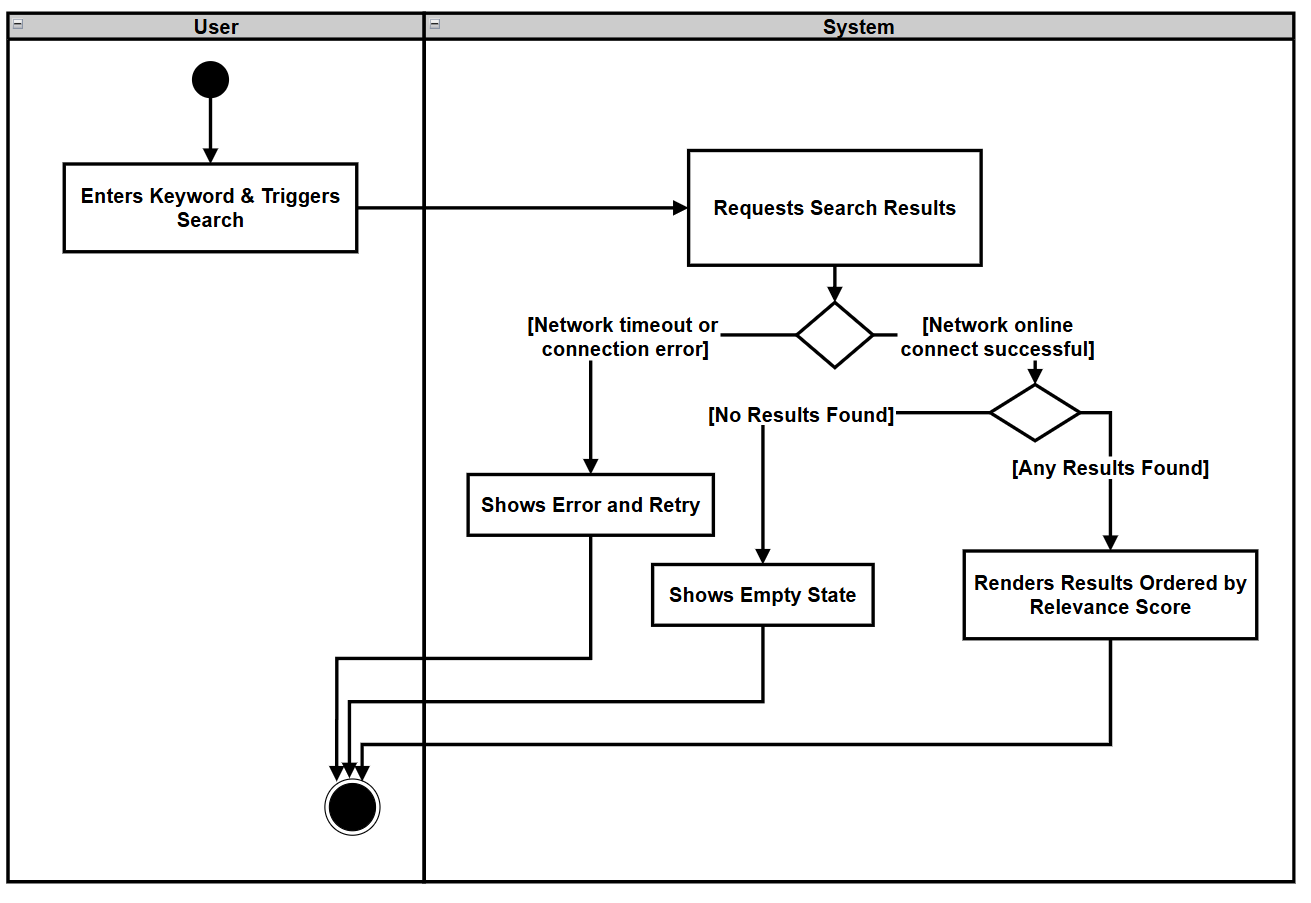 User
System
Enters Keyword & Triggers
Search
Requests Search Results
[Network timeout or
connection error]
[Network online
connect successful]
[No Results Found]
[Any Results Found]
Shows Error and Retry
Shows Empty State
Renders Results Ordered by
Relevance Score